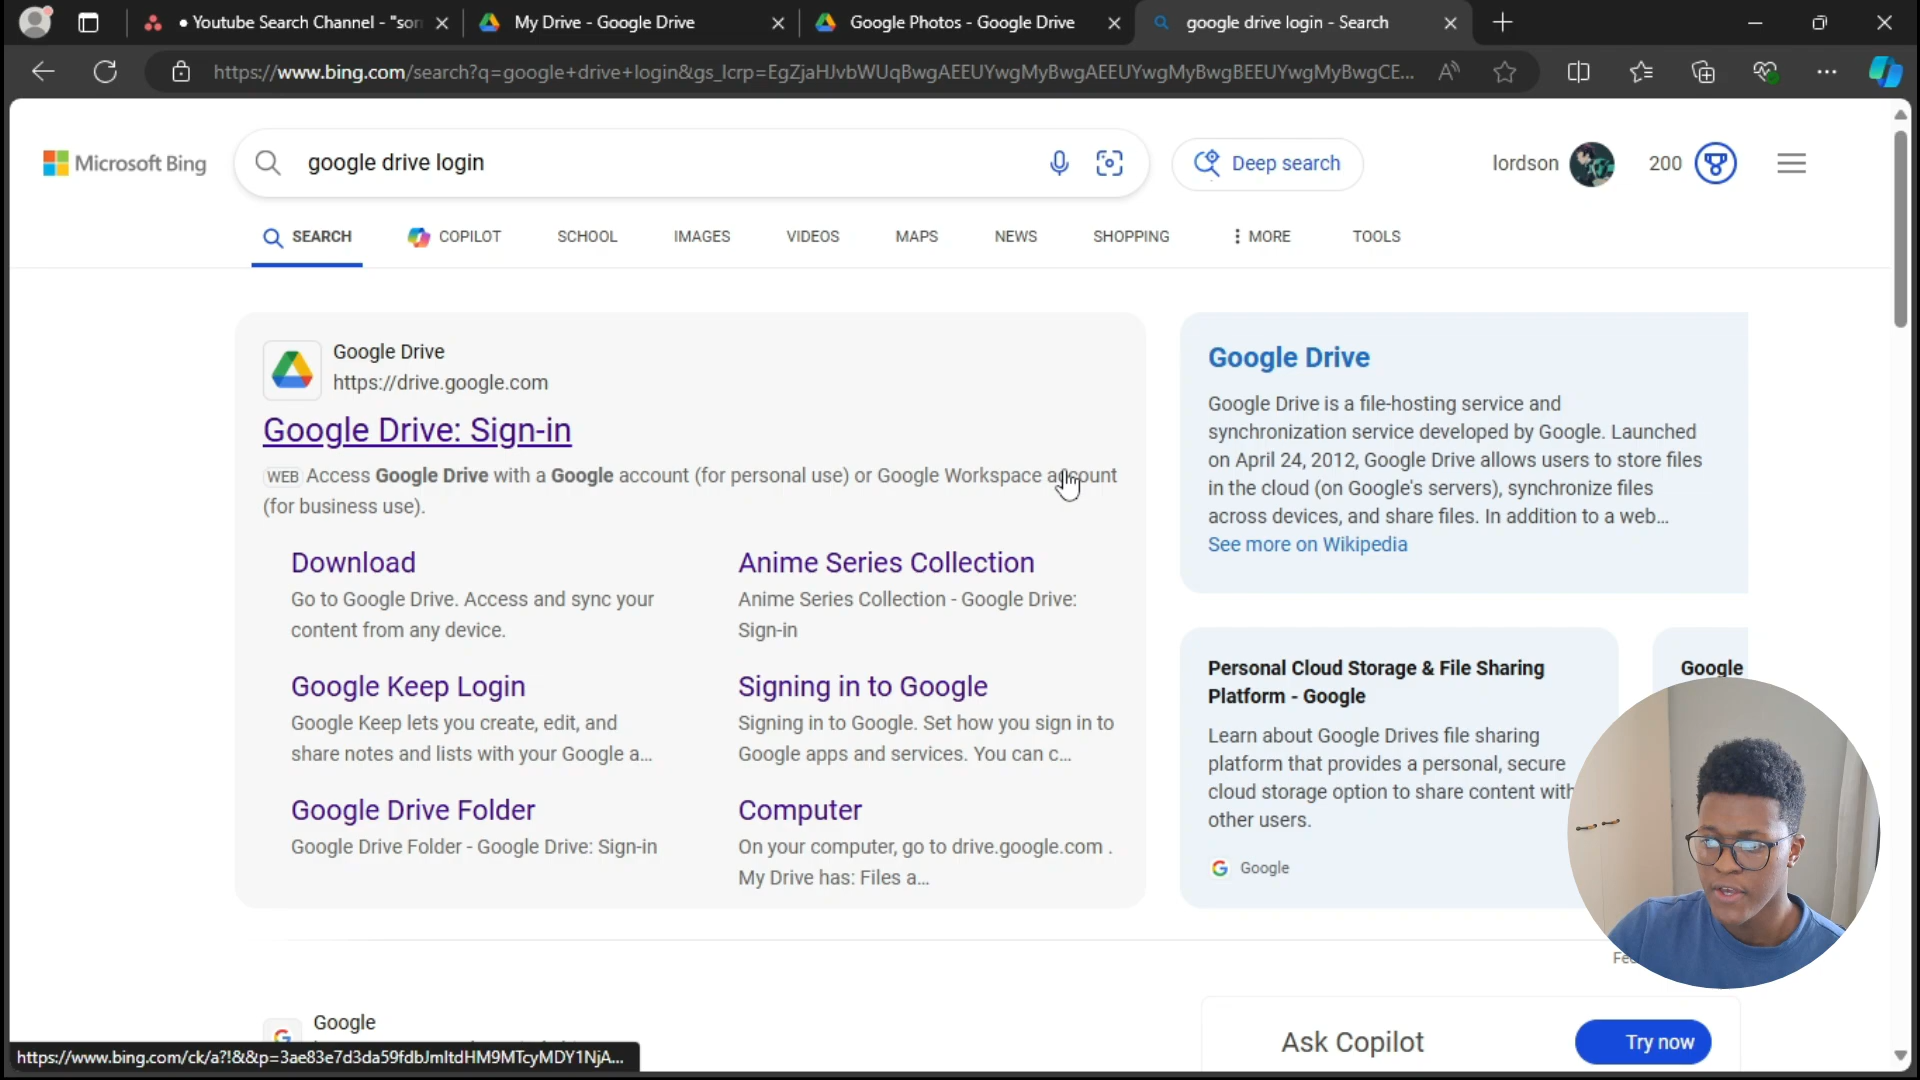 • Youtube Search Channel - "son
My Drive - Google Drive
Google Photos - Google Drive
google drive login - Search
https://www.bing.com/search?q=google+drive+login&gs_lcrp=EgZjaHJvbWUqBwgAEEUYwgMyBwgAEEUYwgMyBwgBEEUYwgMyBwgCE...
Microsoft Bing
google drive login
Deep search
lordson
200
SEARCH
COPILOT
SCHOOL
IMAGES
VIDEOS
MAPS
NEWS
SHOPPING
MORE
TOOLS
Google Drive
https://drive.google.com
Google Drive: Sign-in
WEB Access Google Drive with a Google account (for personal use) or Google Workspace account
(for business use).
Download
Go to Google Drive. Access and sync your
content from any device.
Anime Series Collection
Anime Series Collection - Google Drive:
Sign-in
Google Keep Login
Google Keep lets you create, edit, and
share notes and lists with your Google a...
Signing in to Google
Signing in to Google. Set how you sign in to
Google apps and services. You can c...
Google Drive Folder
Google Drive Folder - Google Drive: Sign-in
Computer
On your computer, go to drive.google.com .
My Drive has: Files a...
Google Drive
Google Drive is a file-hosting service and
synchronization service developed by Google. Launched
on April 24, 2012, Google Drive allows users to store files
in the cloud (on Google's servers), synchronize files
across devices, and share files. In addition to a web...
See more on Wikipedia
Personal Cloud Storage & File Sharing
Platform - Google
Learn about Google Drives file sharing
platform that provides a personal, secure
cloud storage option to share content with
other users.
Google
Google
Google
Ask Copilot
Try now
https://www.bing.com/ck/a?!&&p=3ae83e7d3da59fdbJmltdHM9MTcyMDY1NjA...